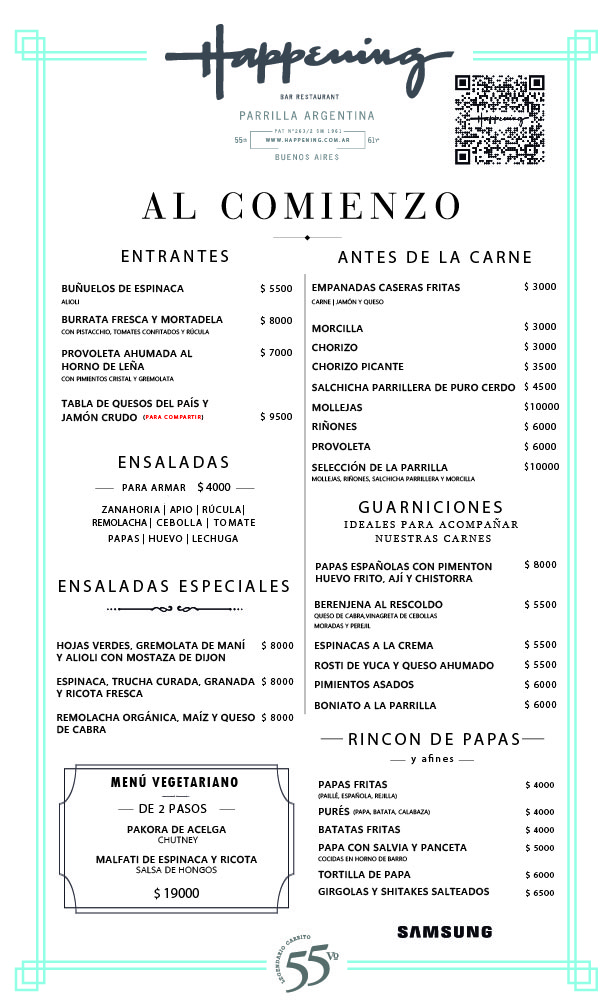 Happening
BAR RESTAURANT
PARRILLA ARGENTINA
WWW.HAPPENING.COM.AR
BUENOS AIRES
Happening
AL COMIENZO
ENTRANTES
BUÑUELOS DE ESPINACA $ 5500
ALIOLI
BURRATA FRESCA Y MORTADELA $ 8000
CON PISTACCHIO, TOMATES CONFITADOS Y RÚCULA
PROVOLETA AHUMADA AL $ 7000
HORNO DE LEÑA
CON PIMIENTOS CRISTAL Y GREMOLATA
TABLA DE QUESOS DEL PAÍS Y
JAMÓN CRUDO (PARA COMPARTIR) $ 9500
ENSALADAS
PARA ARMAR $ 4000
ZANAHORIA | APIO | RÚCULA|
REMOLACHA| CEBOLLA | TOMATE
PAPAS | HUEVO | LECHUGA
ENSALADAS ESPECIALES
HOJAS VERDES, GREMOLATA DE MANÍ $ 8000
Y ALIOLI CON MOSTAZA DE DIJON
ESPINACA, TRUCHA CURADA, GRANADA $ 8000
Y RICOTA FRESCA
REMOLACHA ORGÁNICA, MAÍZ Y QUESO $ 8000
DE CABRA
MENÚ VEGETARIANO
DE 2 PASOS
PAKORA DE ACELGA
CHUTNEY
MALFATI DE ESPINACA Y RICOTA
SALSA DE HONGOS
$ 19000
ANTES DE LA CARNE
EMPANADAS CASERAS FRITAS $ 3000
CARNE | JAMÓN Y QUESO
MORCILLA $ 3000
CHORIZO $ 3000
CHORIZO PICANTE $ 3500
SALCHICHA PARRILLERA DE PURO CERDO $ 4500
MOLLEJAS $10000
RIÑONES $ 6000
PROVOLETA $ 6000
SELECCIÓN DE LA PARRILLA $10000
MOLLEJAS, RIÑONES, SALCHICHA PARRILLERA Y MORCILLA
GUARNICIONES
IDEALES PARA ACOMPAÑAR
NUESTRAS CARNES
PAPAS ESPAÑOLAS CON PIMENTON $ 8000
HUEVO FRITO, AJÍ Y CHISTORRA
BERENJENA AL RESCOLDO $ 5500
QUESO DE CABRA,VINAGRETA DE CEBOLLAS
MORADAS Y PEREJIL
ESPINACAS A LA CREMA $ 5500
ROSTI DE YUCA Y QUESO AHUMADO $ 5500
PIMIENTOS ASADOS $ 6000
BONIATO A LA PARRILLA $ 6000
RINCON DE PAPAS
y afines
PAPAS FRITAS $ 4000
(PAILLÉ, ESPAÑOLA, REJILLA)
PURÉS (PAPA, BATATA, CALABAZA) $ 4000
BATATAS FRITAS $ 4000
PAPA CON SALVIA Y PANCETA $ 5000
COCIDAS EN HORNO DE BARRO
TORTILLA DE PAPA $ 6000
GIRGOLAS Y SHITAKES SALTEADOS $ 6500
SAMSUNG
LEGENDARIO CARRITO
55